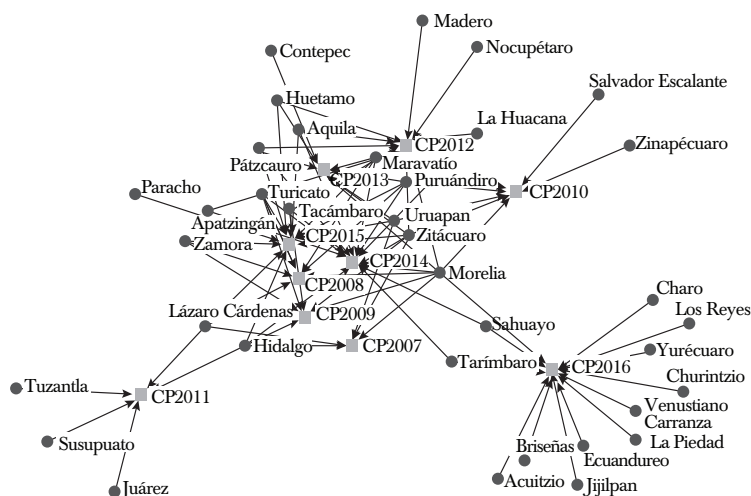 Madero
Contepec
Nocupétaro
Salvador Escalante
Huetamo
La Huacana
Aquila
CP2012
Zinapécuaro
Pátzcauro
Maravatío
CP2013
Puruándiro
Paracho
Turicato
CP2010
Tacámbaro
Uruapan
Apatzingán
CP2015
Zitácuaro
Zamora
CP2014
CP2008
Morelia
Charo
Lázaro Cárdenas
CP2009
Los Reyes
Sahuayo
Hidalgo
CP2007
Yurécuaro
Tarímbaro
CP2016
Churintzio
Tuzantla
CP2011
Venustiano
Carranza
Susupuato
La Piedad
Briseñas
Ecuandureo
Acuitzio
Jijilpan
Juárez